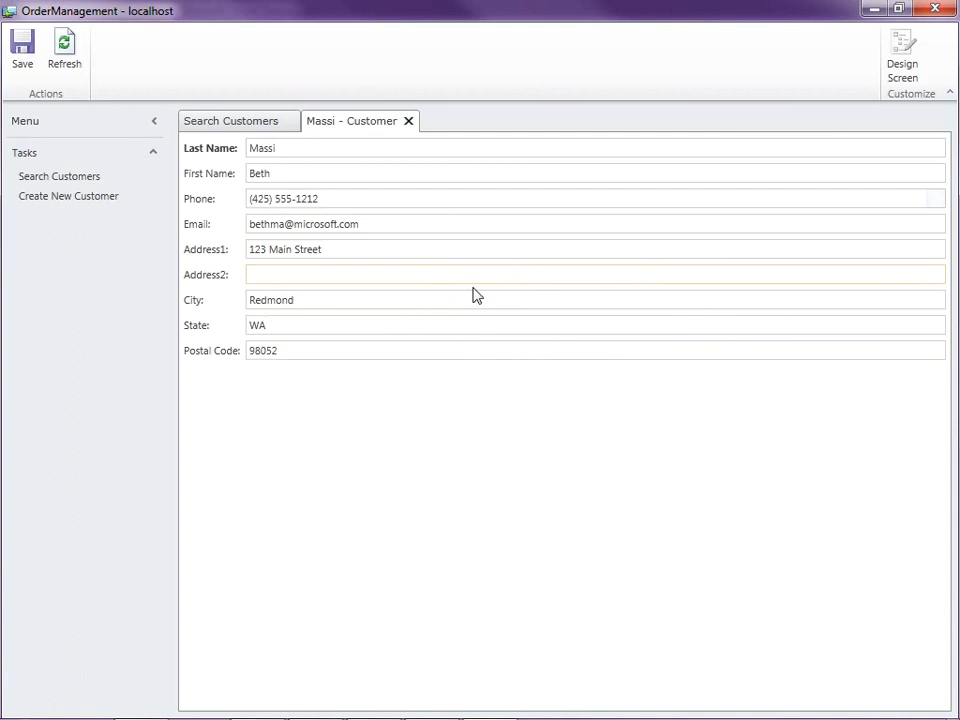 OrderManagement - localhost
Save
Refresh
Design Screen
Actions
Customize
Menu
Tasks
Search Customers
Create New Customer
Search Customers
Massi - Customer
Last Name: Massi
First Name: Beth
Phone: (425) 555-1212
Email: bethma@microsoft.com
Address1: 123 Main Street
Address2:
City: Redmond
State: WA
Postal Code: 98052